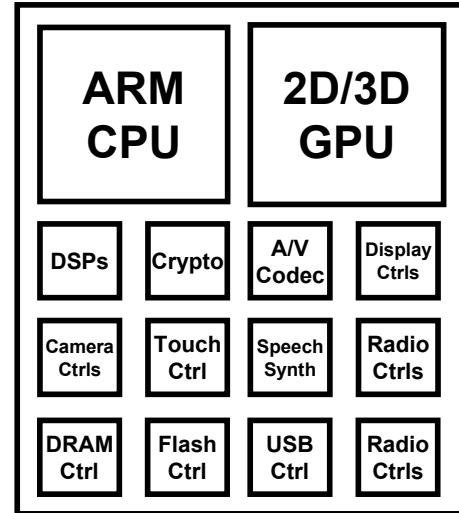 ARM
CPU
2D/3D
GPU
DSPs
Crypto
A/V
Codec
Display
Ctrls
Camera
Ctrls
Touch
Ctrl
Speech
Synth
Radio
Ctrls
DRAM
Ctrl
Flash
Ctrl
USB
Ctrl
Radio
Ctrls